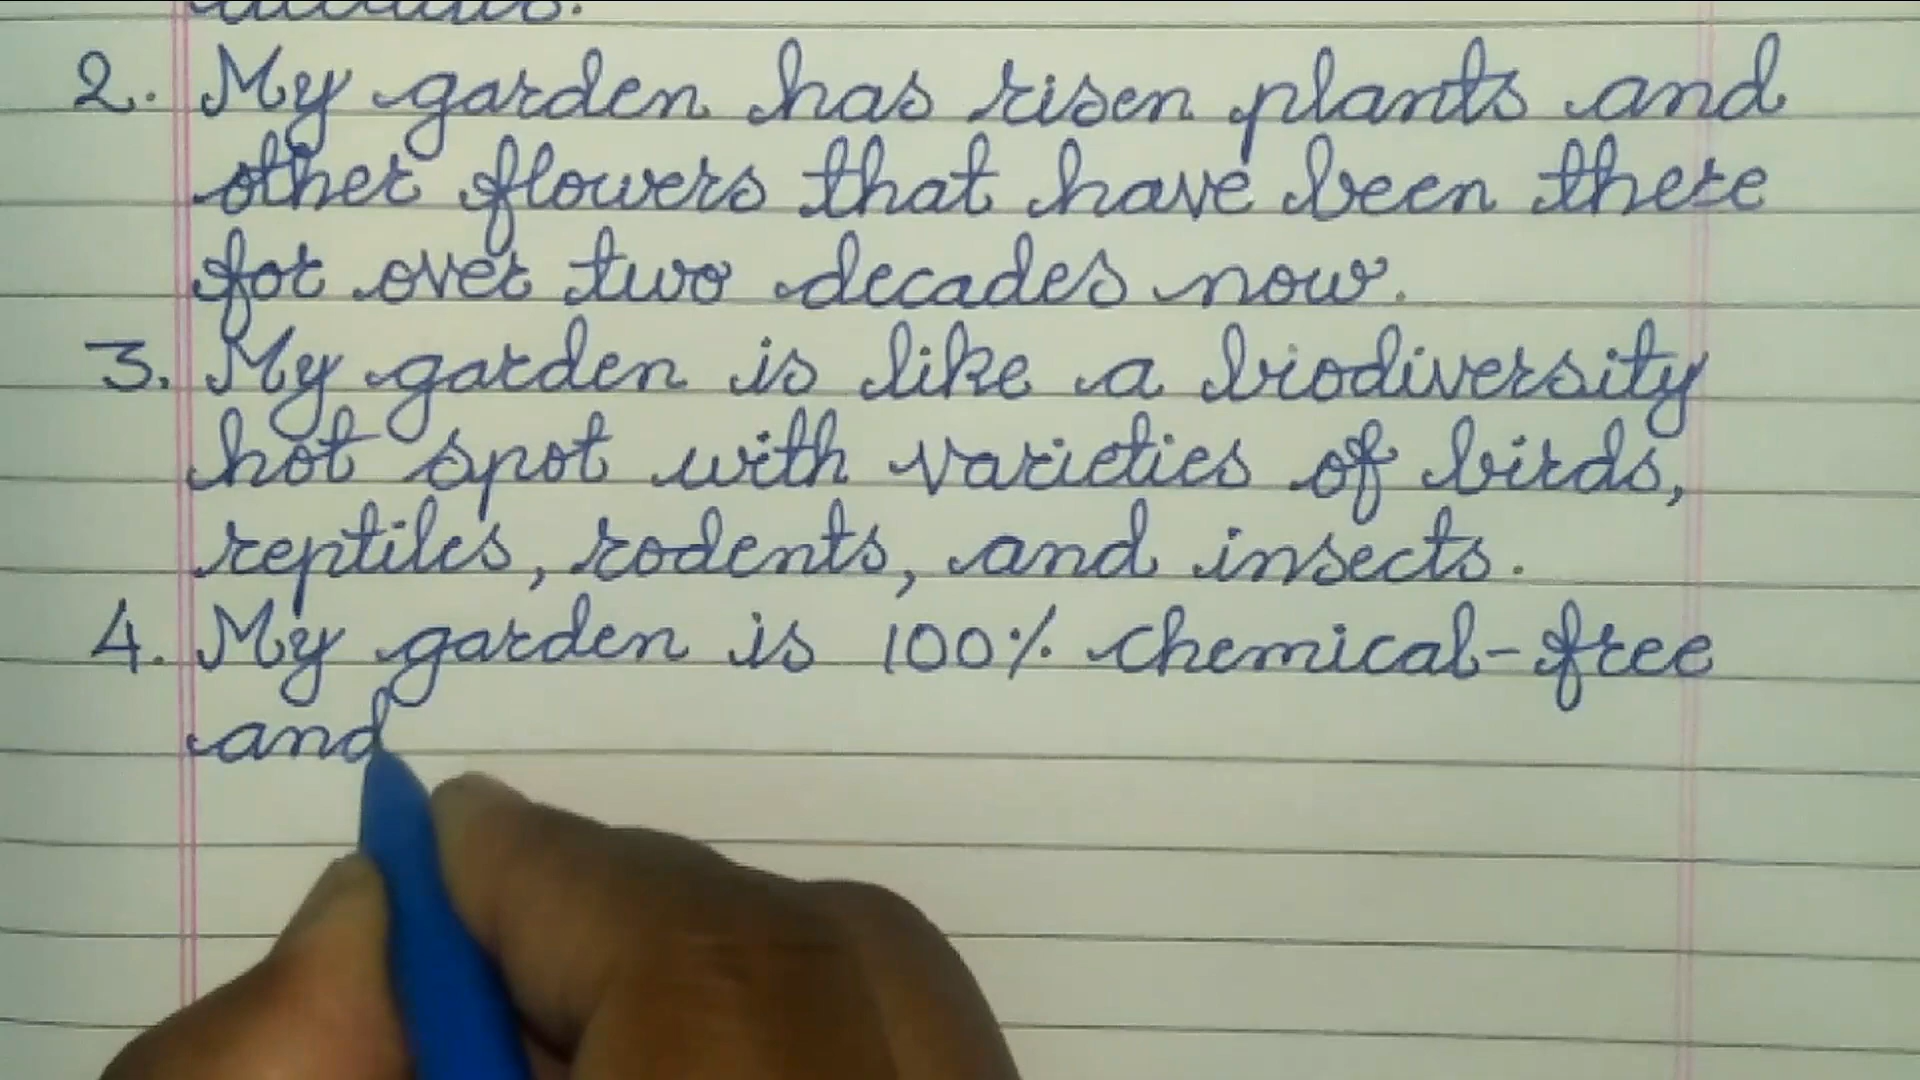 2. My garden has risen plants and
other flowers that have been there
for over two decades now.
3. My garden is like a biodiversity
hot spot with varieties of birds,
reptiles, rodents, and insects.
4. My garden is 100% chemical-free
and